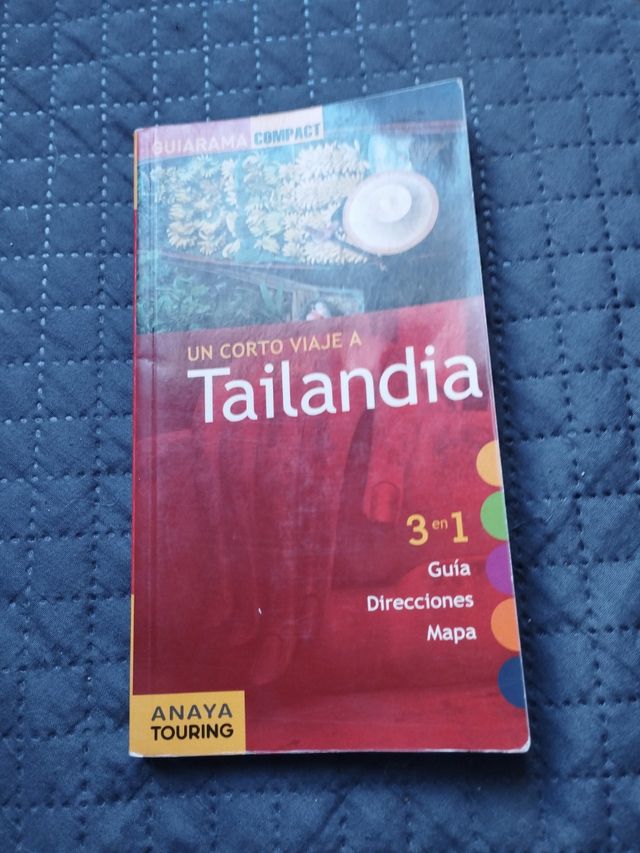 GUIARAMA COMPACT
UN CORTO VIAJE A
Tailandia
3 en 1
Guía
Direcciones
Mapa
ANAYA
TOURING